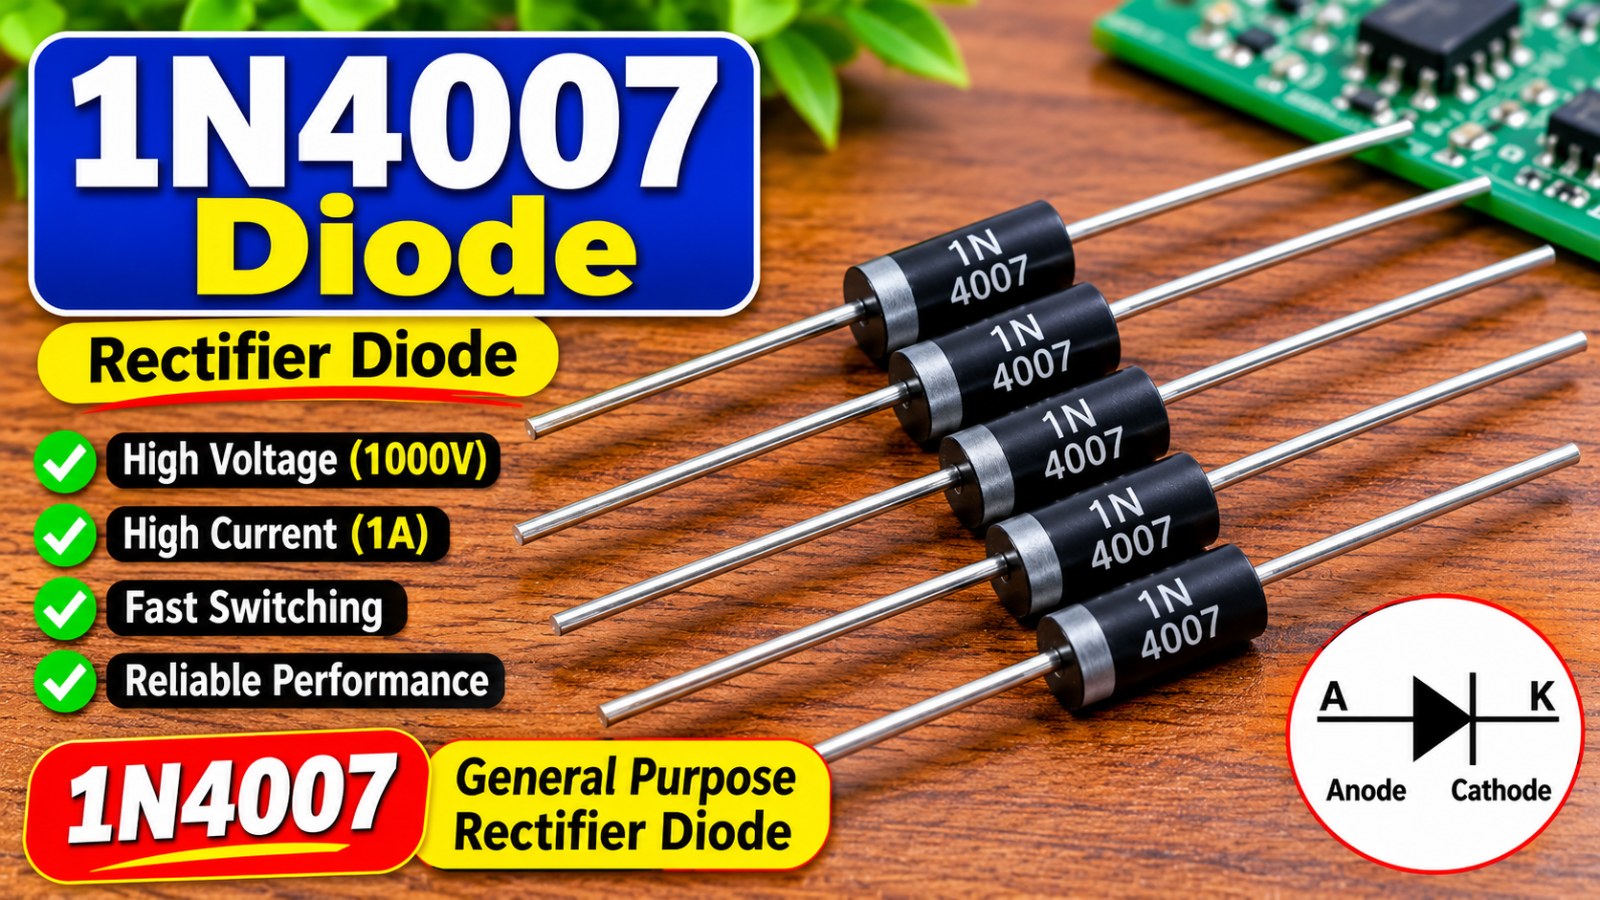 1N4007
Diode
Rectifier Diode
High Voltage (1000V)
High Current (1A)
Fast Switching
Reliable Performance
1N4007
General Purpose
Rectifier Diode
1N
4007
1N
4007
1N
4007
1N
4007
1N
4007
A K
Anode Cathode